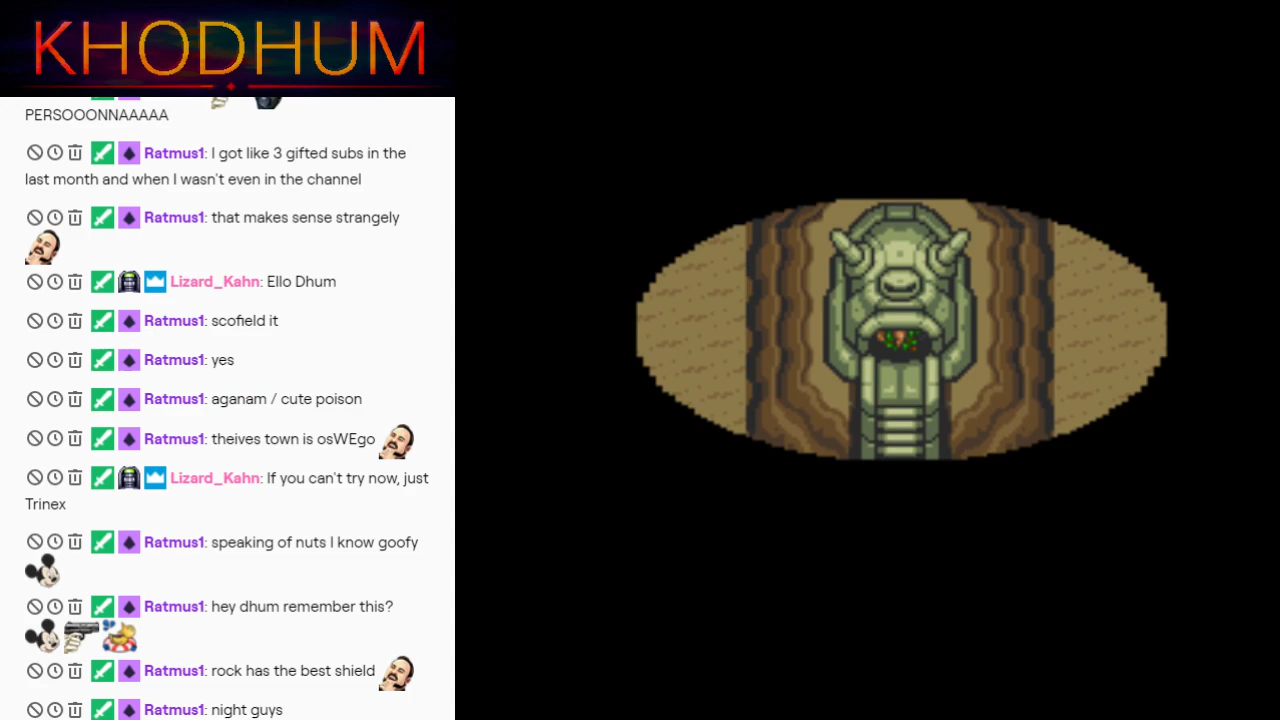 KHODHUM
PERSOOONNAAAAA
Ratmus1: I got like 3 gifted subs in the
last month and when I wasn't even in the channel
Ratmus1: that makes sense strangely
Lizard_Kahn: Ello Dhum
Ratmus1: scofield it
Ratmus1: yes
Ratmus1: aganam / cute poison
Ratmus1: theives town is osWEgo
Lizard_Kahn: If you can't try now, just
Trinex
Ratmus1: speaking of nuts I know goofy
Ratmus1: hey dhum remember this?
Ratmus1: rock has the best shield
Ratmus1: night guys